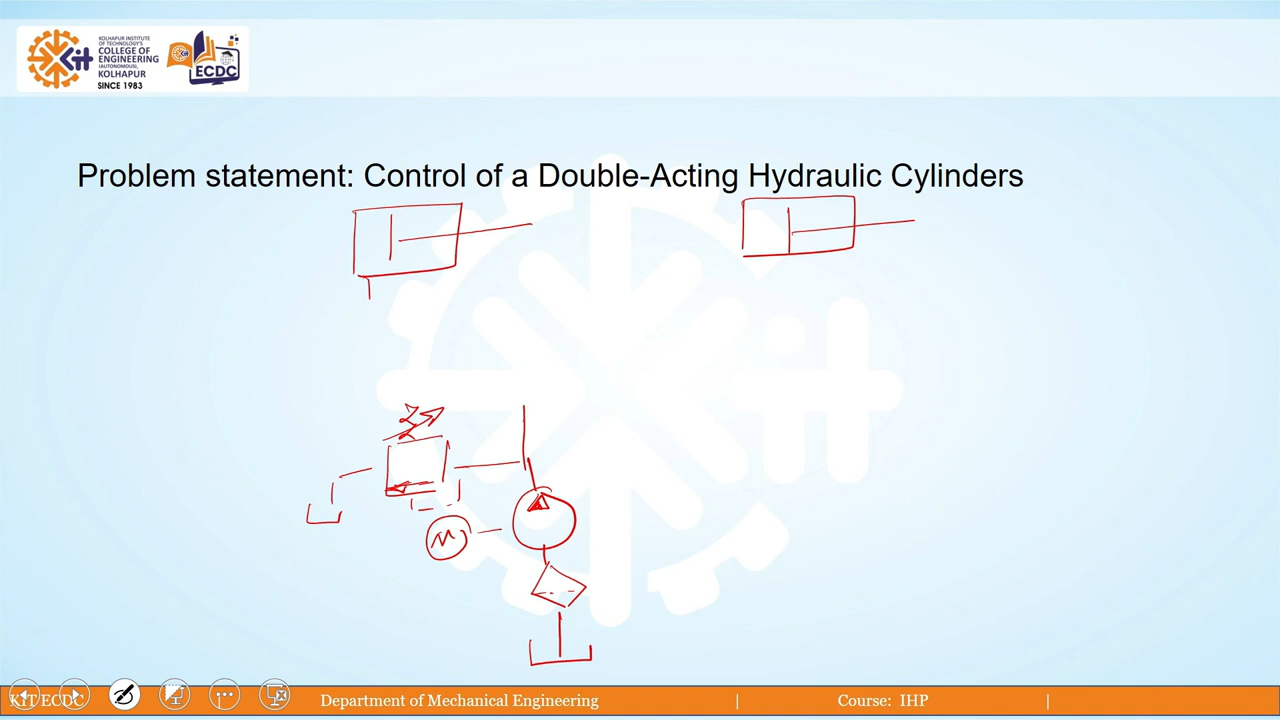 KOLHAPUR INSTITUTE
OF TECHNOLOGY'S
COLLEGE OF
ENGINEERING
(AUTONOMOUS),
KOLHAPUR
SINCE 1983
KIT
ECDC
Problem statement: Control of a Double-Acting Hydraulic Cylinders
M
KIT ECDC
Department of Mechanical Engineering
|
Course: IHP
|